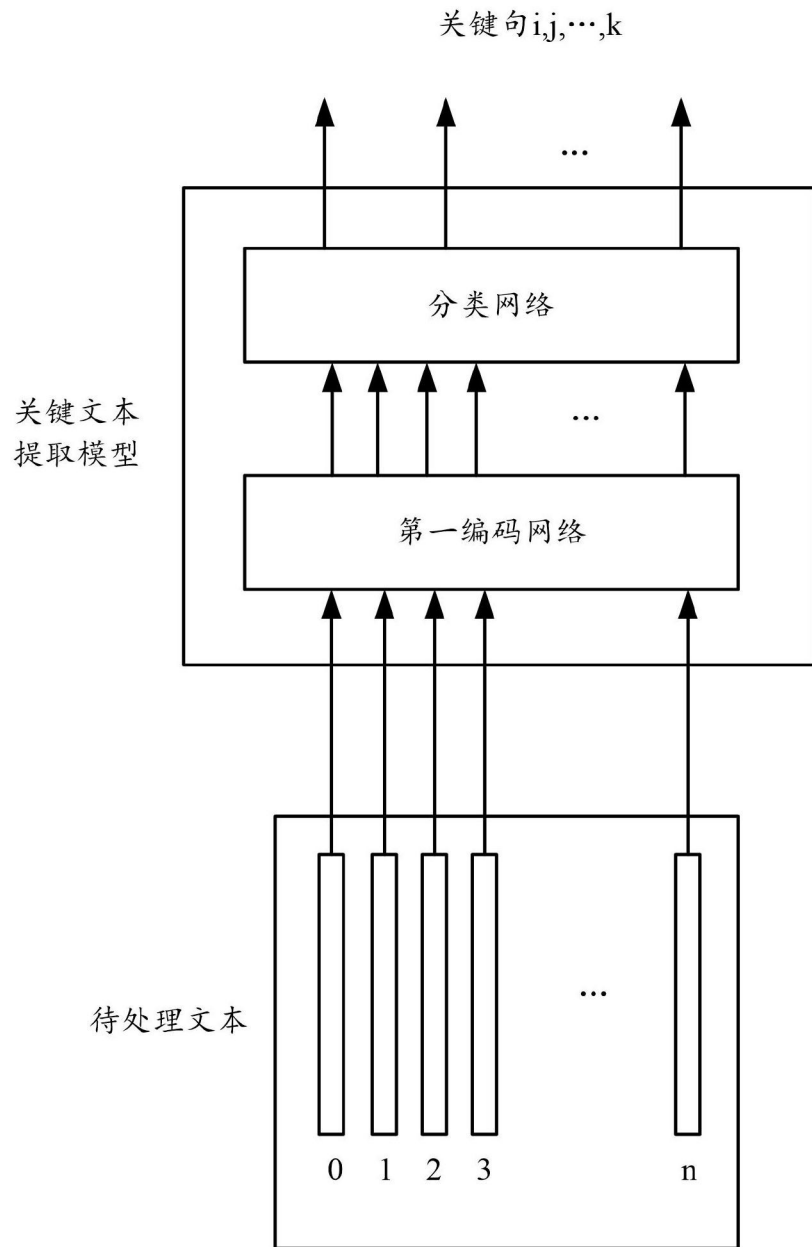 关键句i,j,…,k
…
分类网络
…
关键文本
提取模型
第一编码网络
…
待处理文本
0 1 2 3 n